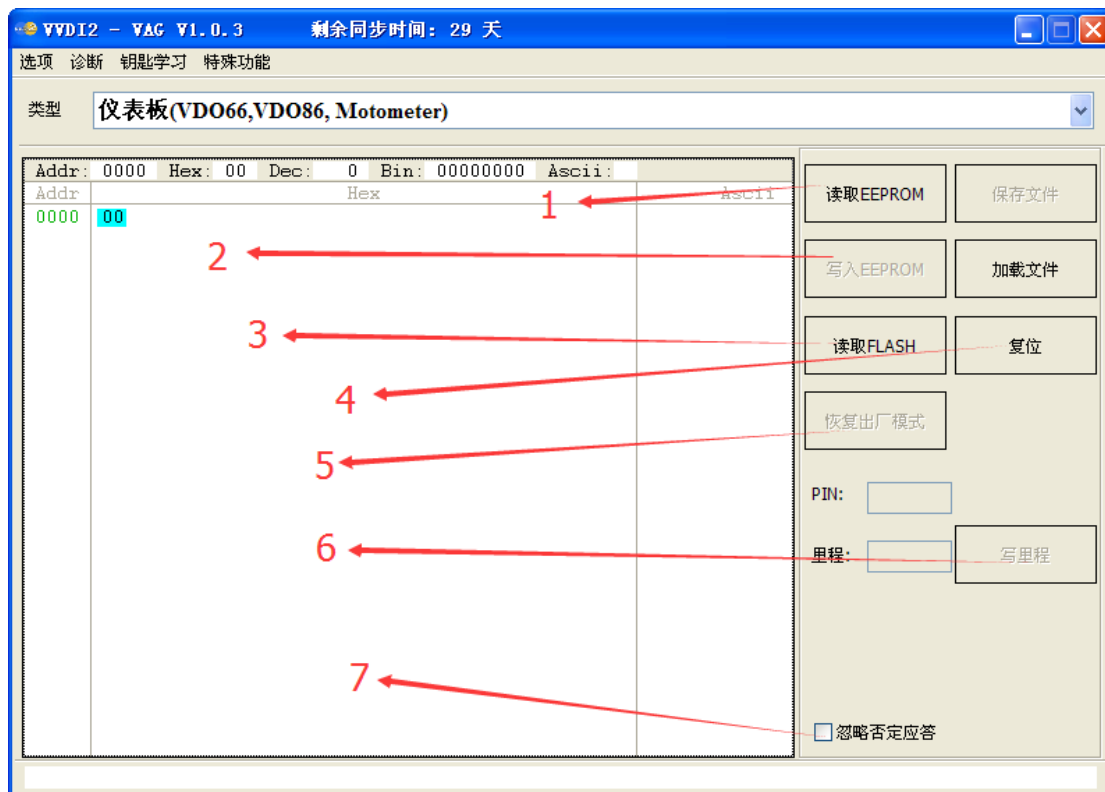 VVDI2 - VAG V1.0.3 剩余同步时间: 29 天
选项 诊断 钥匙学习 特殊功能
类型 仪表板(VDO66,VDO86, Motometer)
Addr: 0000 Hex: 00 Dec: 0 Bin: 00000000 Ascii:
Addr Hex Ascii
0000 00
1
读取EEPROM 保存文件
2
写入EEPROM 加载文件
3
读取FLASH 复位
4
恢复出厂模式
5
PIN:
6
里程: 写里程
7
忽略否定应答